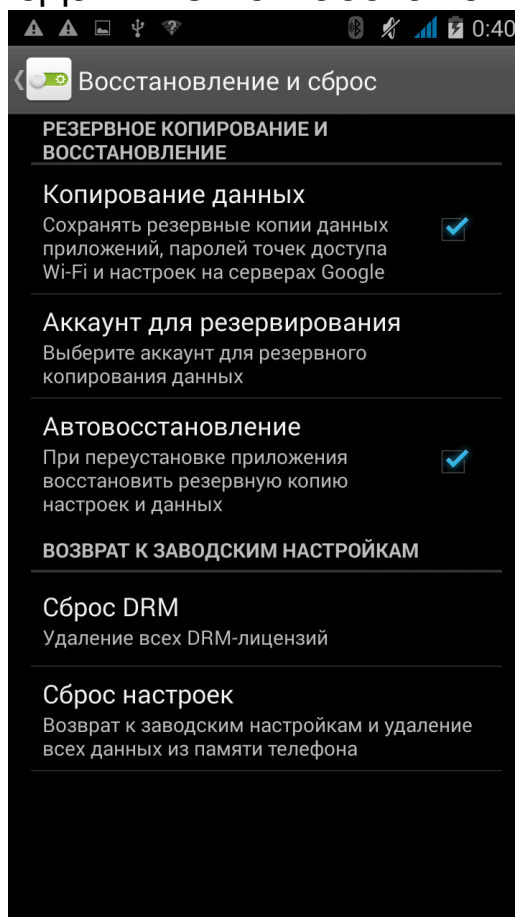 0:40
Восстановление и сброс
РЕЗЕРВНОЕ КОПИРОВАНИЕ И
ВОССТАНОВЛЕНИЕ
Копирование данных
Сохранять резервные копии данных
приложений, паролей точек доступа
Wi-Fi и настроек на серверах Google
Аккаунт для резервирования
Выберите аккаунт для резервного
копирования данных
Автовосстановление
При переустановке приложения
восстановить резервную копию
настроек и данных
ВОЗВРАТ К ЗАВОДСКИМ НАСТРОЙКАМ
Сброс DRM
Удаление всех DRM-лицензий
Сброс настроек
Возврат к заводским настройкам и удаление
всех данных из памяти телефона